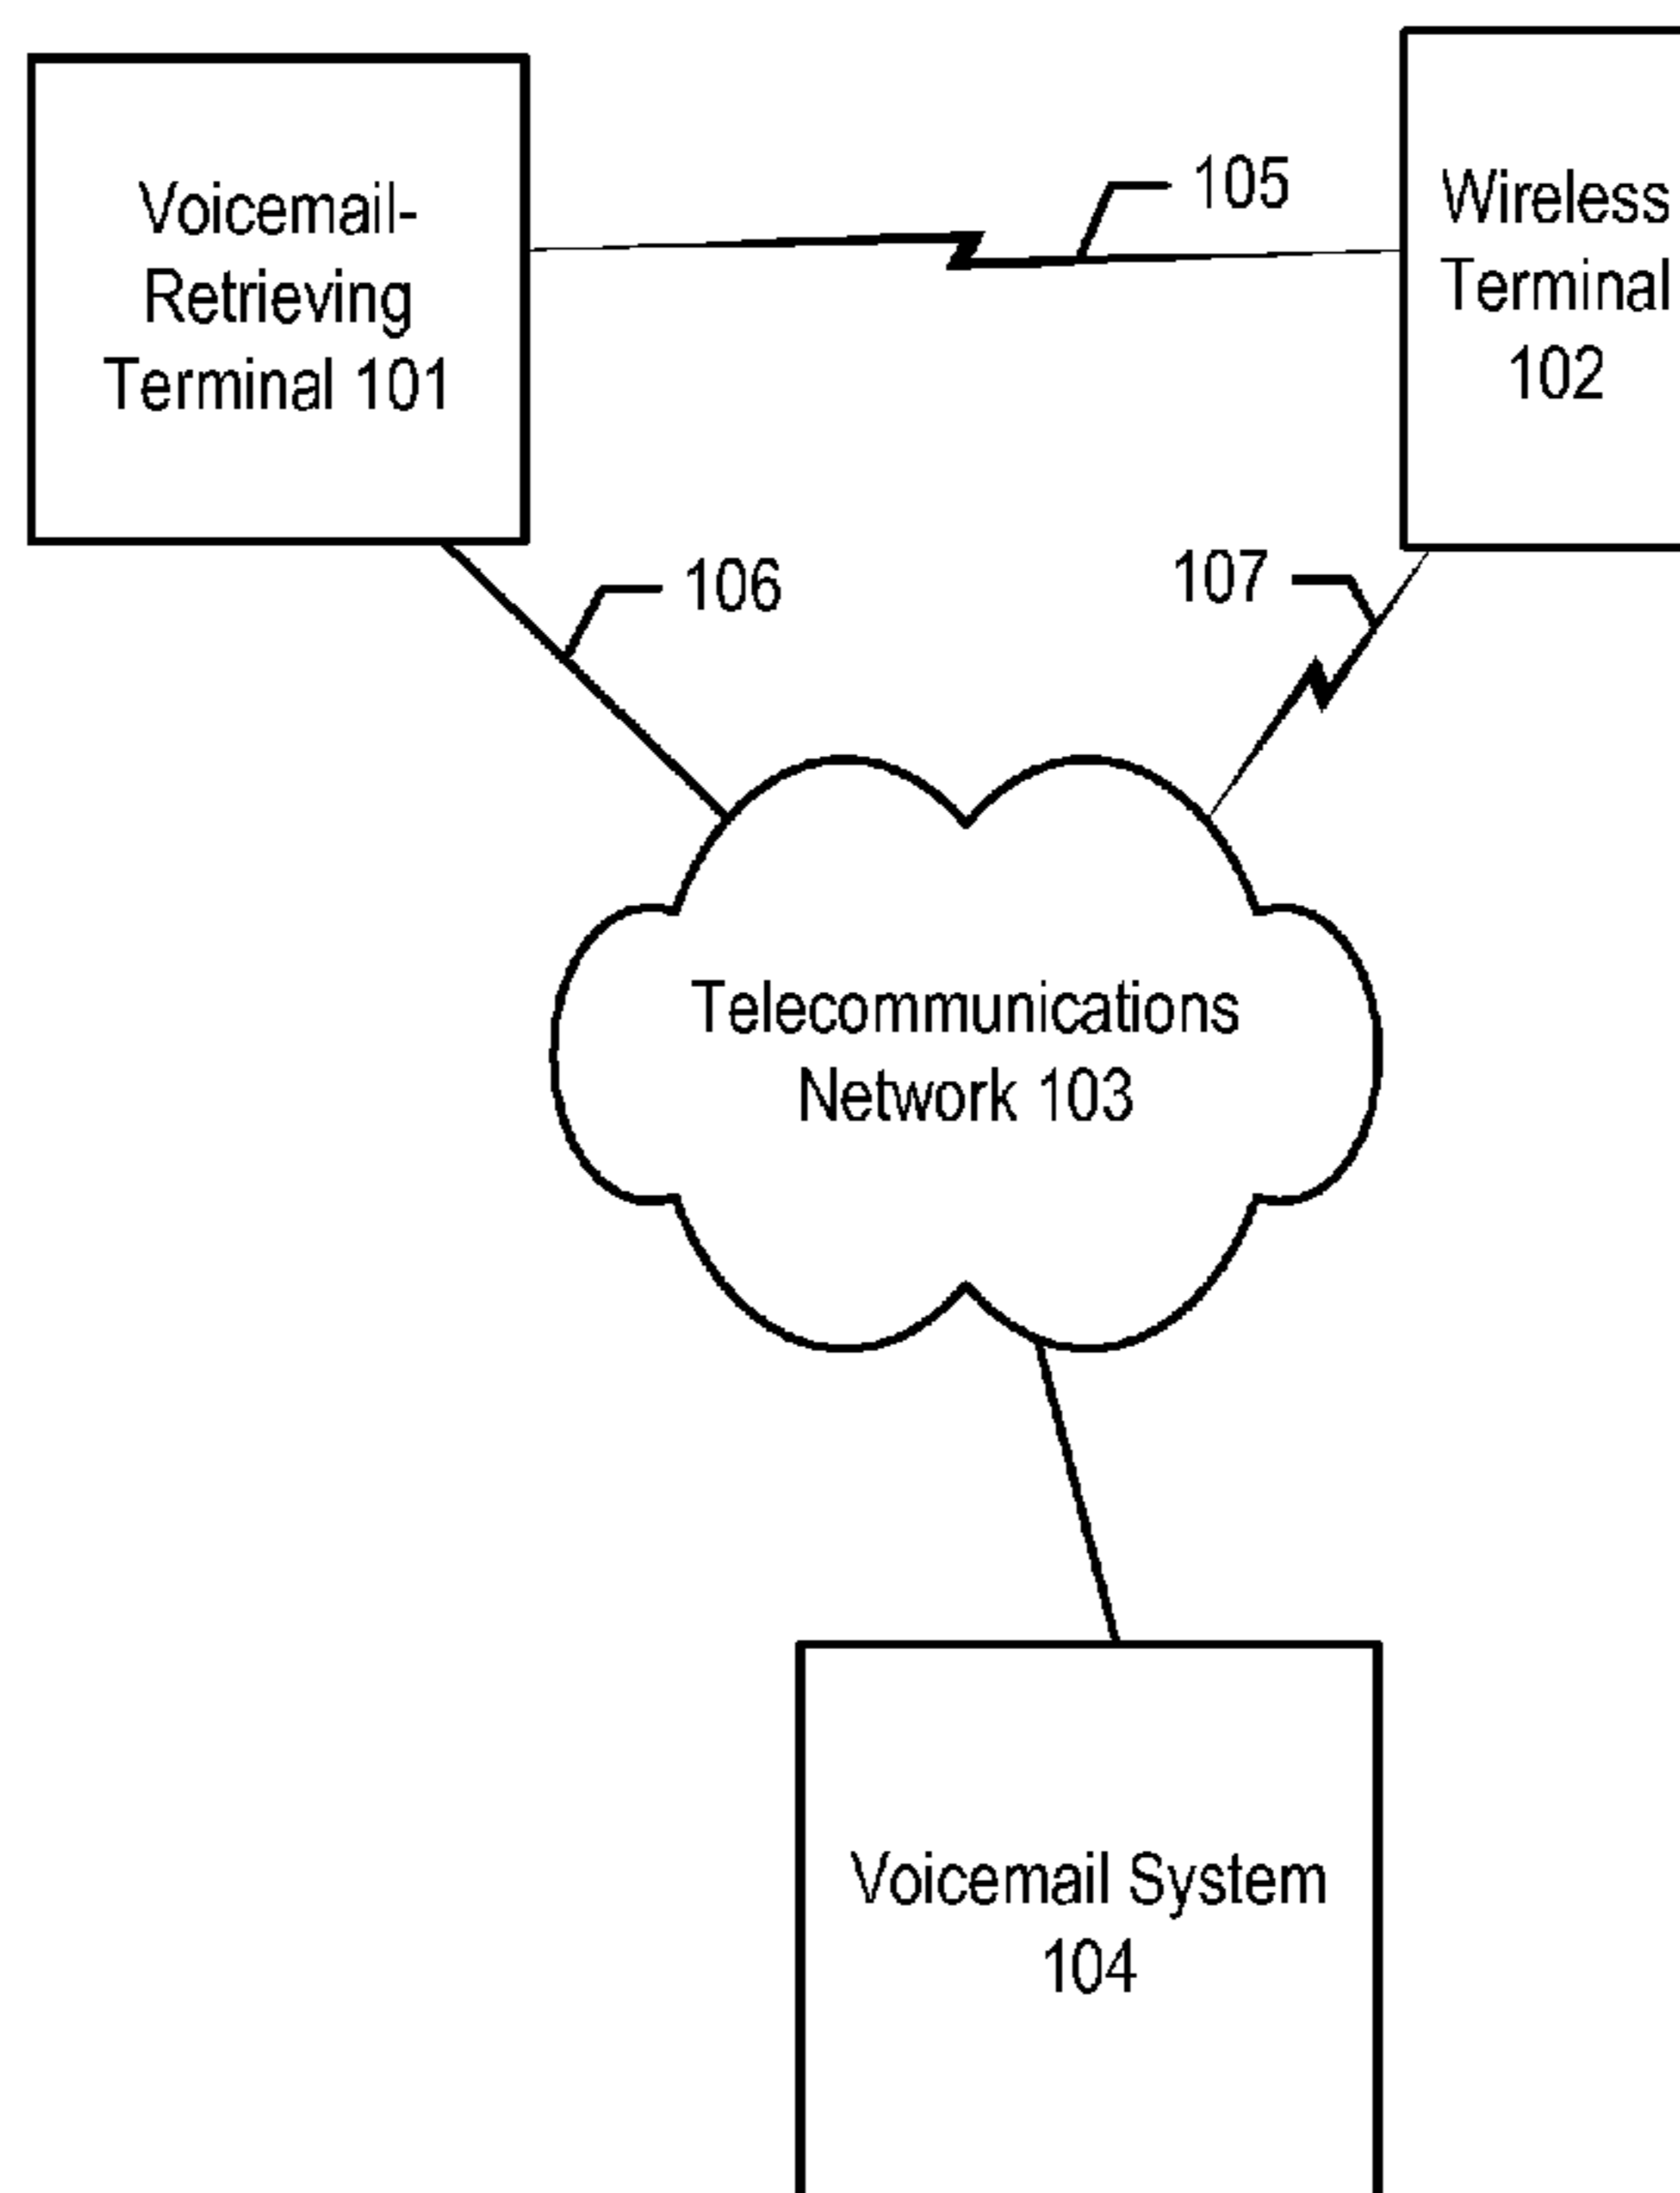 Voicemail-
Retrieving
Terminal 101
105
Wireless
Terminal
102
106
107
Telecommunications
Network 103
Voicemail System
104